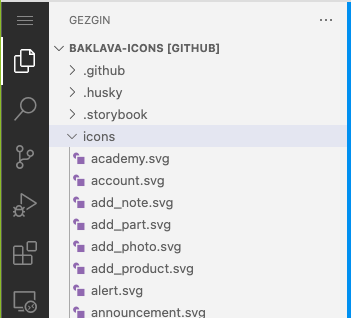 GEZGIN
BAKLAVA-ICONS [GITHUB]
.github
.husky
.storybook
icons
academy.svg
account.svg
add_note.svg
add_part.svg
add_photo.svg
add_product.svg
alert.svg
announcement.svg